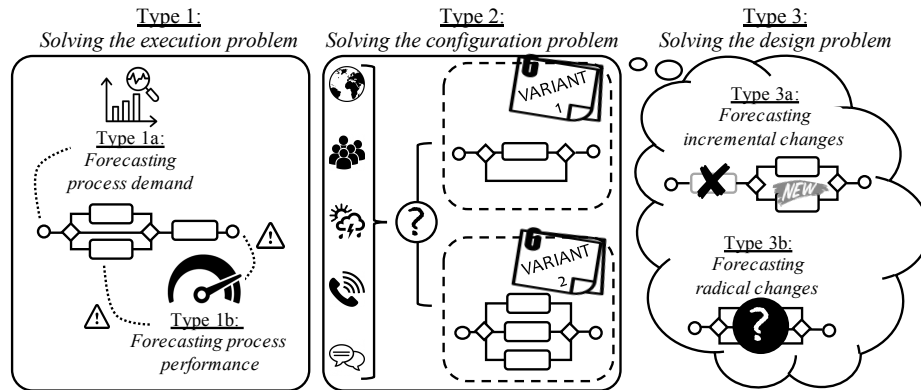 Type 1:
Solving the execution problem
Type 1a:
Forecasting
process demand
Type 1b:
Forecasting process
performance
Type 2:
Solving the configuration problem
?
VARIANT
1
VARIANT
2
Type 3:
Solving the design problem
Type 3a:
Forecasting
incremental changes
NEW
Type 3b:
Forecasting
radical changes
?